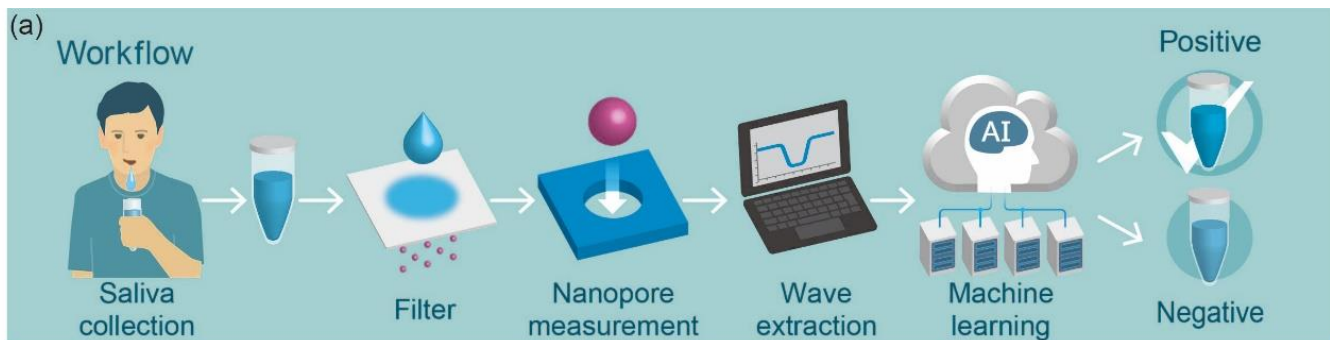 (a)
Workflow
Saliva
collection
Filter
Nanopore
measurement
Wave
extraction
AI
Machine
learning
Positive
Negative